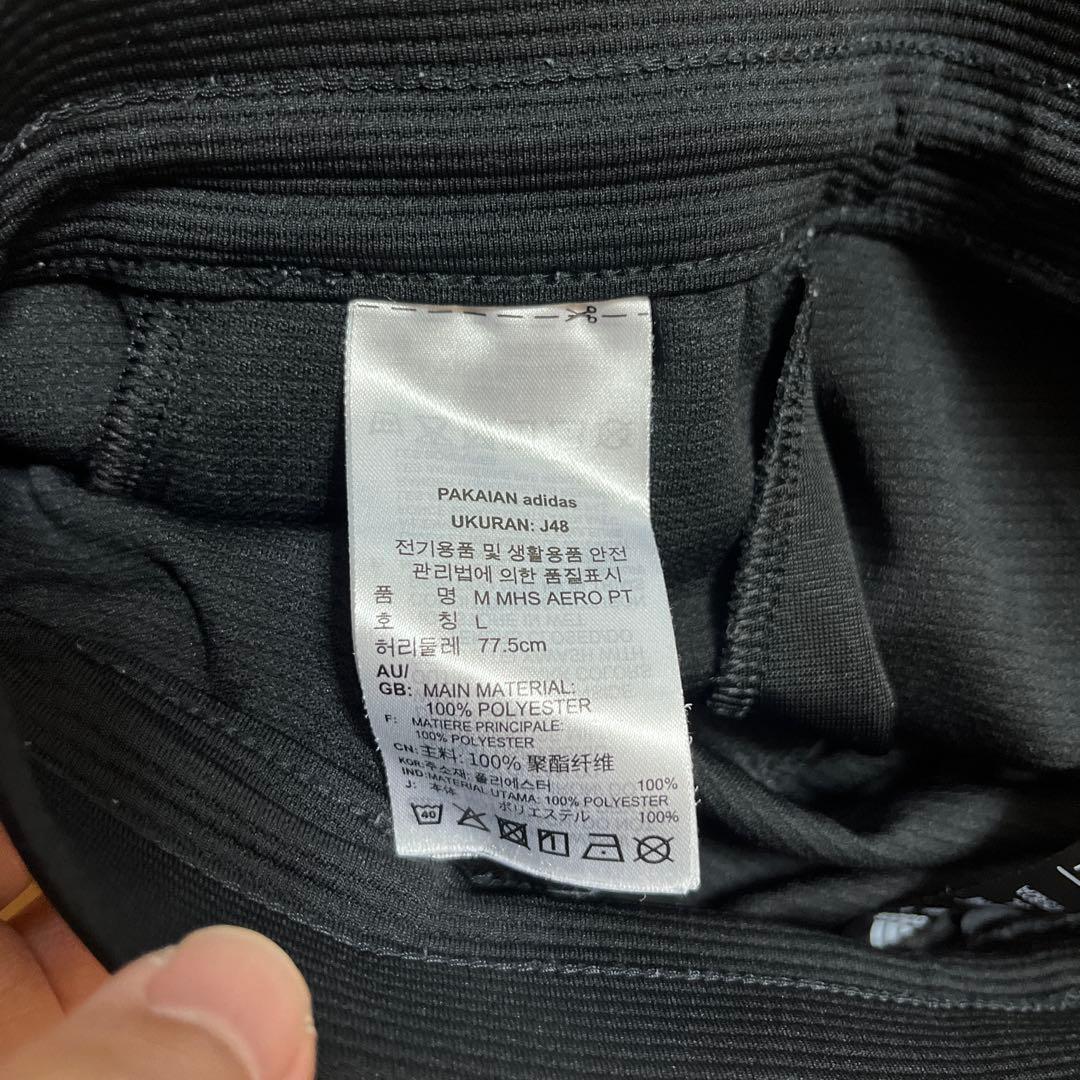 PAKAIAN adidas
UKURAN: J48
전기용품 및 생활용품 안전
관리법에 의한 품질표시
품 명 M MHS AERO PT
호 칭 L
허리둘레 77.5cm
AU/
GB: MAIN MATERIAL:
100% POLYESTER
F: MATIERE PRINCIPALE:
100% POLYESTER
CN: 主料: 100% 聚酯纤维
KOR: 주소재: 폴리에스터 100%
IND: MATERIAL UTAMA: 100% POLYESTER
J: 本体 ポリエステル 100%
40